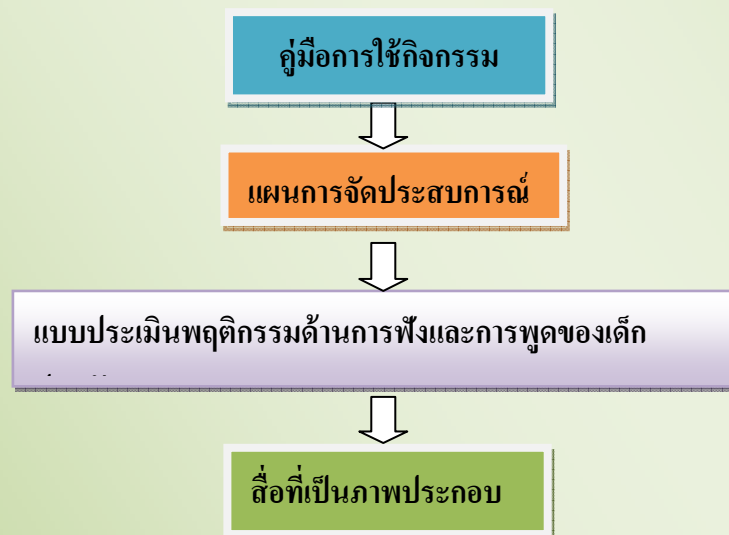 คู่มือการใช้กิจกรรม
แผนการจัดประสบการณ์
แบบประเมินพฤติกรรมด้านการฟังและการพูดของเด็ก
สื่อที่เป็นภาพประกอบ